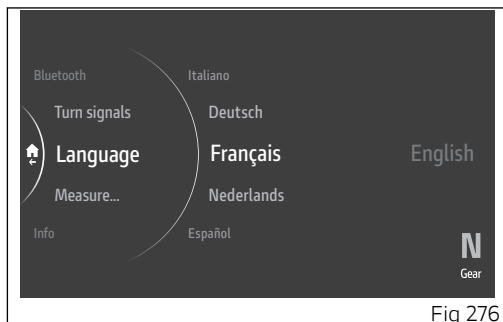 Bluetooth
Italiano
Turn signals
Deutsch
Language
Français
English
Measure...
Nederlands
Info
Español
N
Gear
Fig 276